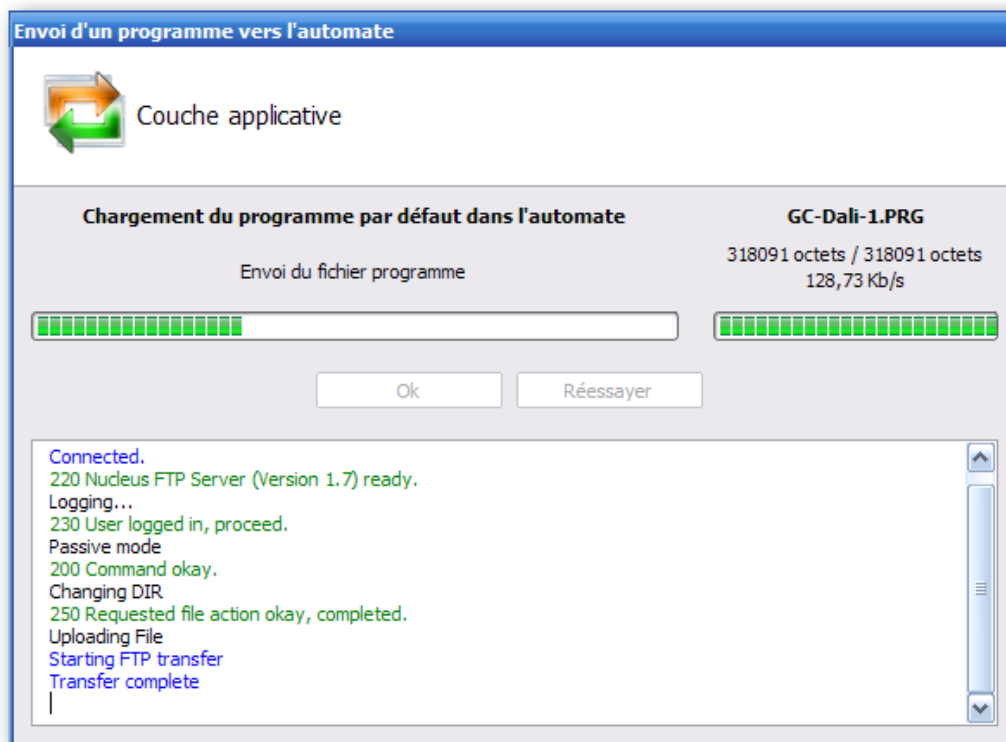 Envoi d'un programme vers l'automate
Couche applicative
Chargement du programme par défaut dans l'automate
GC-Dali-1.PRG
Envoi du fichier programme
318091 octets / 318091 octets
128,73 Kb/s
Ok
Réessayer
Connected.
220 Nucleus FTP Server (Version 1.7) ready.
Logging...
230 User logged in, proceed.
Passive mode
200 Command okay.
Changing DIR
250 Requested file action okay, completed.
Uploading File
Starting FTP transfer
Transfer complete